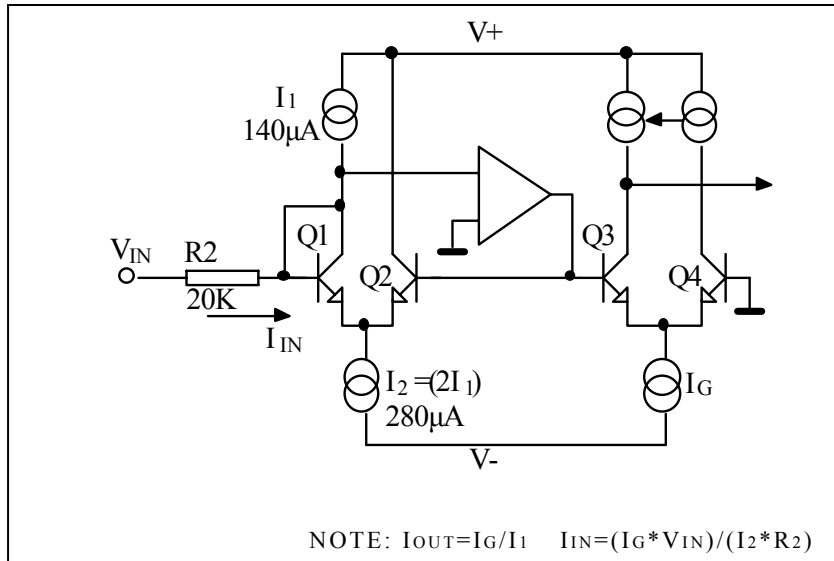 V+
I1
140µA
Q1
Q3
VIN
R2
Q2
Q4
20K
IIN
I2=(2I1)
280µA
IG
V-
NOTE: IOUT=IG/I1 IIN=(IG*VIN)/(I2*R2)